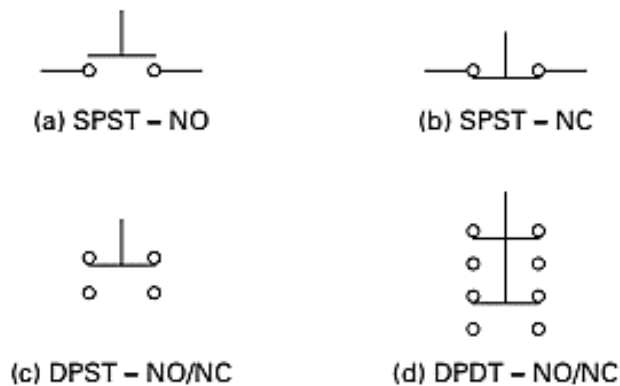 (a) SPST – NO
(b) SPST – NC
(c) DPST – NO/NC
(d) DPDT – NO/NC